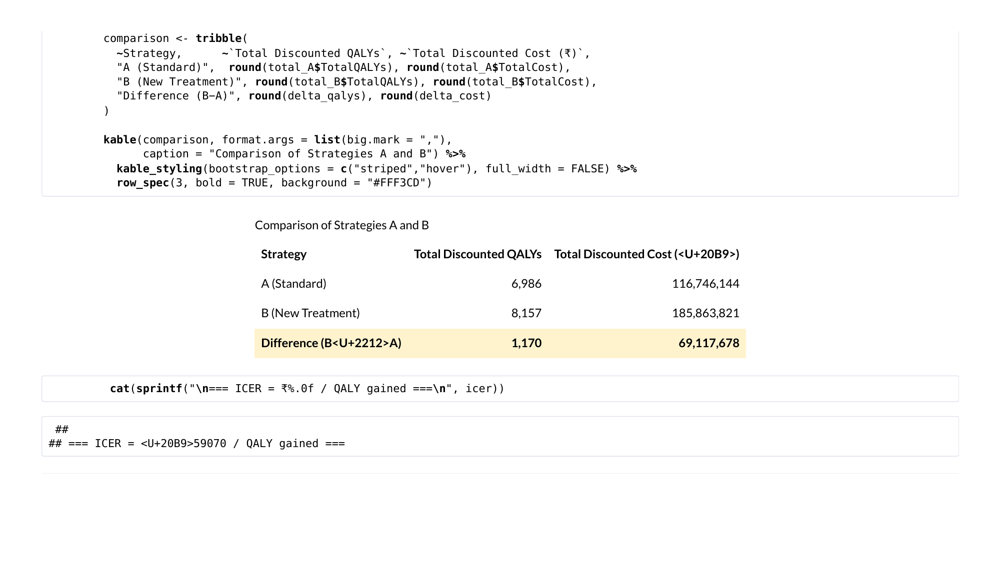 comparison <- tribble(
  ~Strategy,      ~`Total Discounted QALYs`, ~`Total Discounted Cost (₹)`,
  "A (Standard)",  round(total_A$TotalQALYs), round(total_A$TotalCost),
  "B (New Treatment)", round(total_B$TotalQALYs), round(total_B$TotalCost),
  "Difference (B−A)", round(delta_qalys), round(delta_cost)
)
kable(comparison, format.args = list(big.mark = ","),
      caption = "Comparison of Strategies A and B") %>%
  kable_styling(bootstrap_options = c("striped","hover"), full_width = FALSE) %>%
  row_spec(3, bold = TRUE, background = "#FFF3CD")
Comparison of Strategies A and B
Strategy Total Discounted QALYs Total Discounted Cost (<U+20B9>)
A (Standard) 6,986 116,746,144
B (New Treatment) 8,157 185,863,821
Difference (B<U+2212>A) 1,170 69,117,678
cat(sprintf("\n=== ICER = ₹%.0f / QALY gained ===\n", icer))
##
## === ICER = <U+20B9>59070 / QALY gained ===